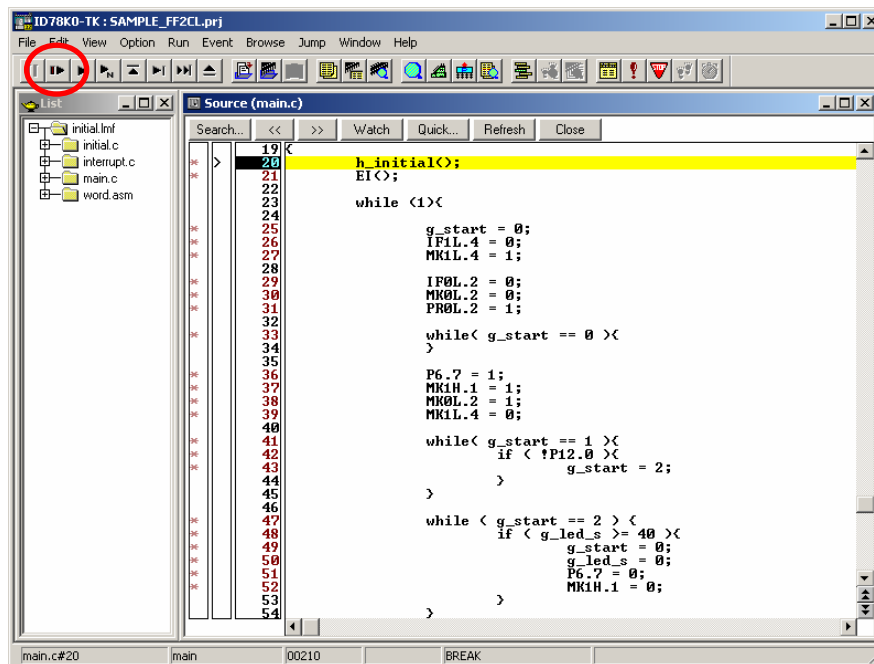 ID78K0-TK : SAMPLE_FF2CL.prj
File Edit View Option Run Event Browse Jump Window Help
List
Source (main.c)
initial.lmf
initial.c
interrupt.c
main.c
word.asm
Search... << >> Watch Quick... Refresh Close
19 {
* > 20 h_initial();
* 21 EI();
22
23 while (1){
24
* 25 g_start = 0;
* 26 IF1L.4 = 0;
* 27 MK1L.4 = 1;
28
* 29 IF0L.2 = 0;
* 30 MK0L.2 = 0;
* 31 PR0L.2 = 1;
32
* 33 while( g_start == 0 ){
34 }
35
* 36 P6.7 = 1;
* 37 MK1H.1 = 1;
* 38 MK0L.2 = 1;
* 39 MK1L.4 = 0;
40
* 41 while( g_start == 1 ){
* 42 if ( !P12.0 ){
* 43 g_start = 2;
44 }
45 }
46
* 47 while ( g_start == 2 ) {
* 48 if ( g_led_s >= 40 ){
* 49 g_start = 0;
* 50 g_led_s = 0;
* 51 P6.7 = 0;
* 52 MK1H.1 = 0;
53 }
54 }
main.c#20 main 00210 BREAK